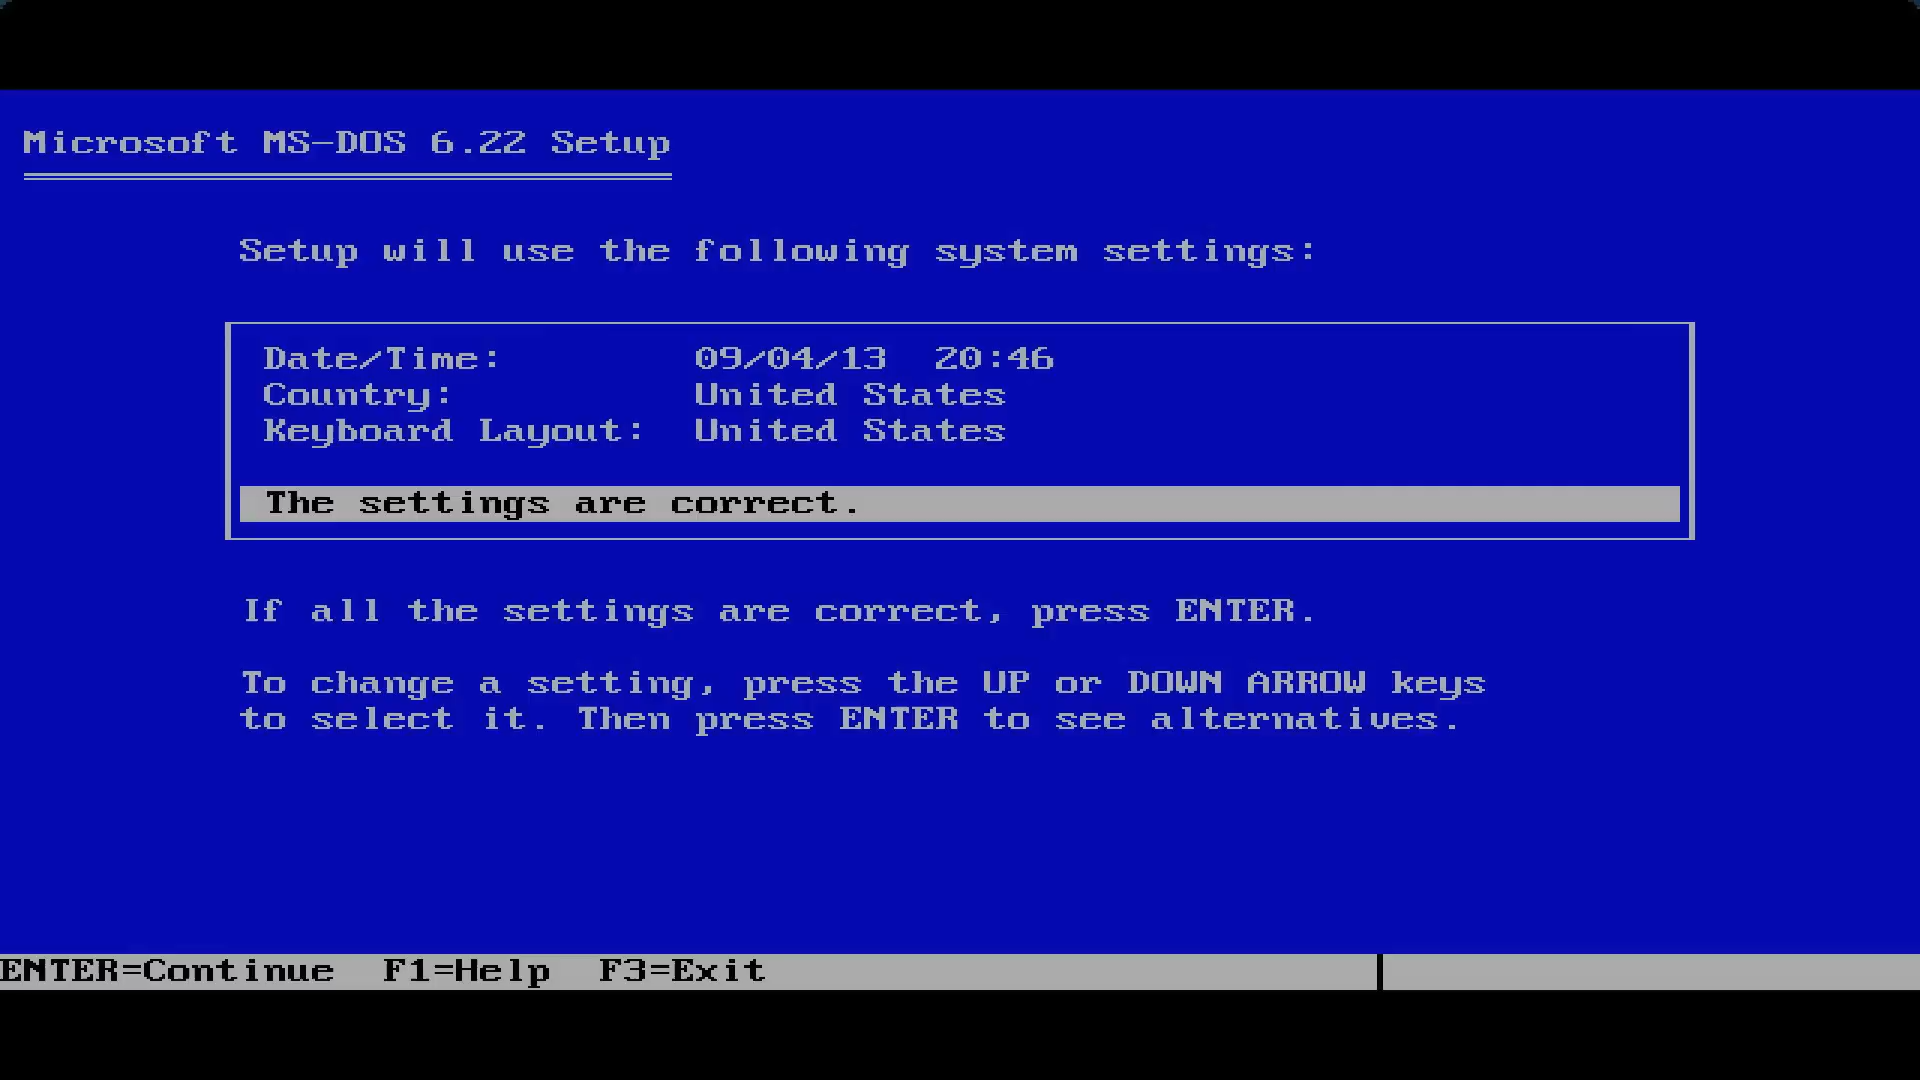 Microsoft MS-DOS 6.22 Setup
Setup will use the following system settings:
Date/Time: 09/04/13 20:46
Country: United States
Keyboard Layout: United States
The settings are correct.
If all the settings are correct, press ENTER.
To change a setting, press the UP or DOWN ARROW keys
to select it. Then press ENTER to see alternatives.
ENTER=Continue F1=Help F3=Exit